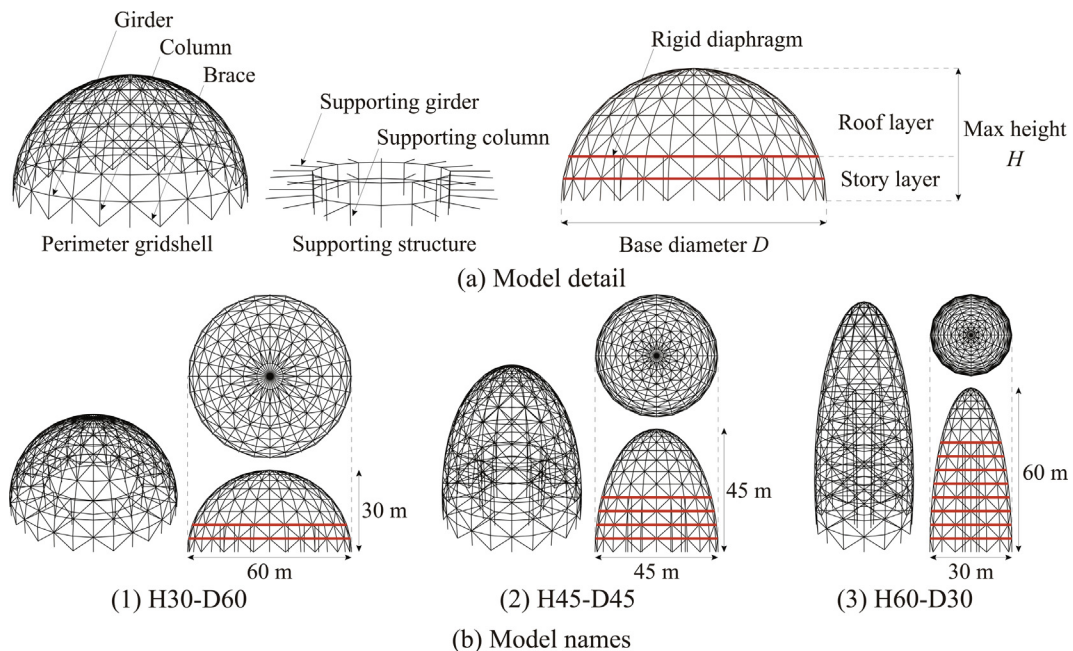 Girder
Column
Brace
Perimeter gridshell
Supporting girder
Supporting column
Supporting structure
Rigid diaphragm
Roof layer
Story layer
Max height
H
Base diameter D
(a) Model detail
30 m
60 m
(1) H30-D60
45 m
45 m
(2) H45-D45
60 m
30 m
(3) H60-D30
(b) Model names